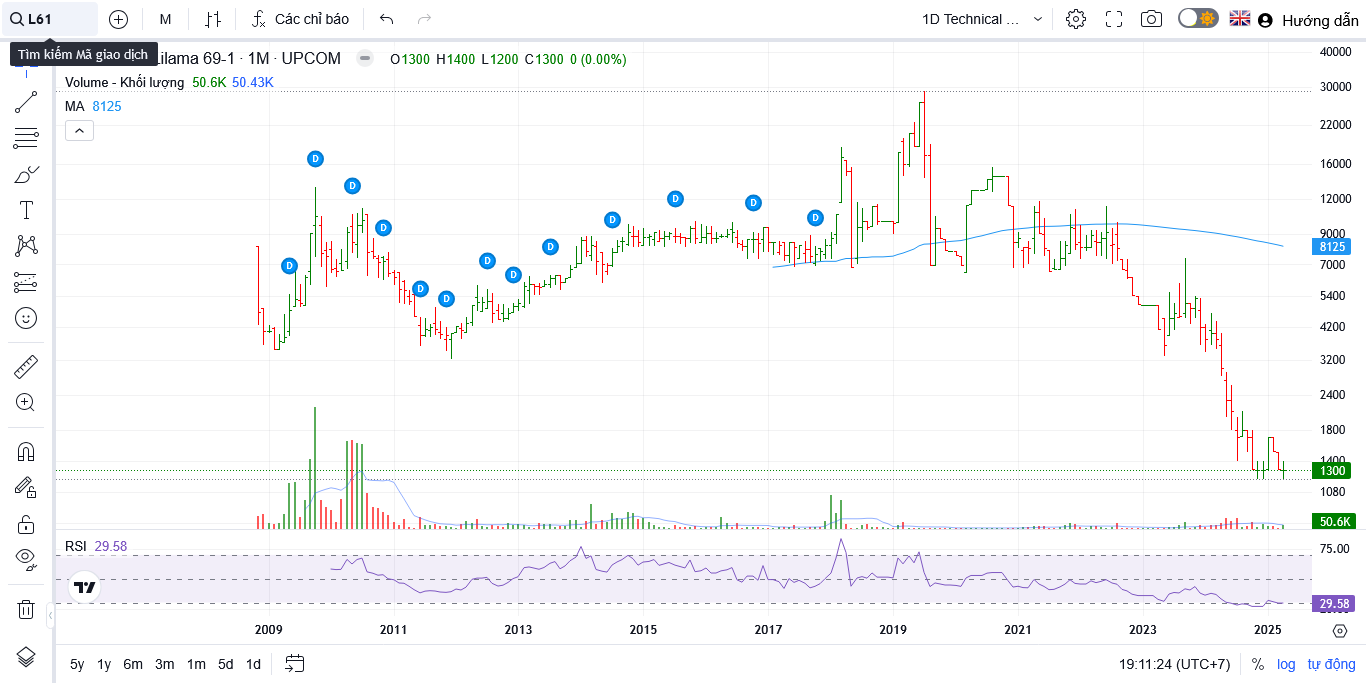 L61
M
Các chỉ báo
1D Technical ...
Hướng dẫn
Tìm kiếm Mã giao dịch
Lilama 69-1 · 1M · UPCOM
O1300 H1400 L1200 C1300 0 (0.00%)
Volume - Khối lượng 50.6K 50.43K
MA 8125
D
D
D
D
D
D
D
D
D
D
D
D
D
40000
30000
22000
16000
12000
9000
8125
7000
5400
4200
3200
2400
1800
1400
1300
1080
50.6K
RSI 29.58
75.00
29.58
2009
2011
2013
2015
2017
2019
2021
2023
2025
5y 1y 6m 3m 1m 5d 1d
19:11:24 (UTC+7)
% log tự động